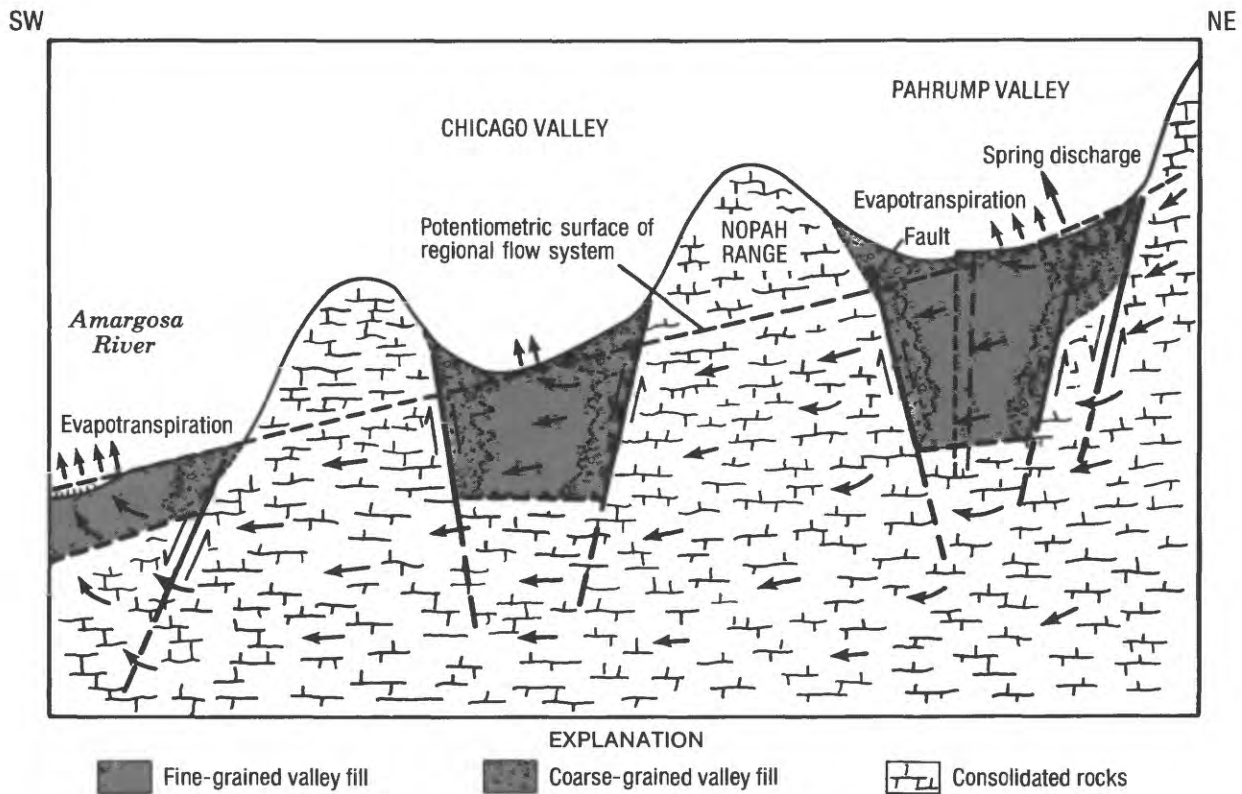 SW
NE
PAHRUMP VALLEY
CHICAGO VALLEY
Spring discharge
Evapotranspiration
Potentiometric surface of
regional flow system
NOPAH
RANGE
Fault
Amargosa
River
Evapotranspiration
EXPLANATION
Fine-grained valley fill
Coarse-grained valley fill
Consolidated rocks